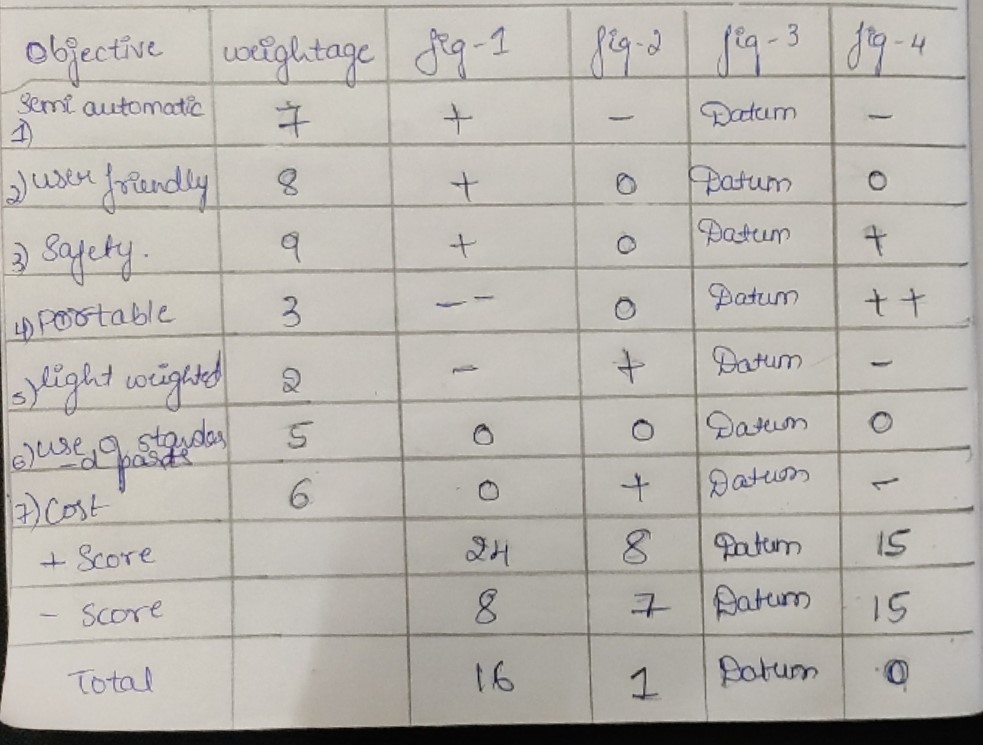 Objective weightage fig-1 fig-2 fig-3 fig-4
Semi automatic
1) 7 + - Datum -
2) user friendly 8 + 0 Datum 0
3) Safety. 9 + 0 Datum +
4) Portable 3 -- 0 Datum ++
5) light weighted 2 - + Datum -
6) use of standar 5 0 0 Datum 0
-d parts
7) Cost 6 0 + Datum -
+ Score 24 8 Datum 15
- Score 8 7 Datum 15
Total 16 1 Datum 0